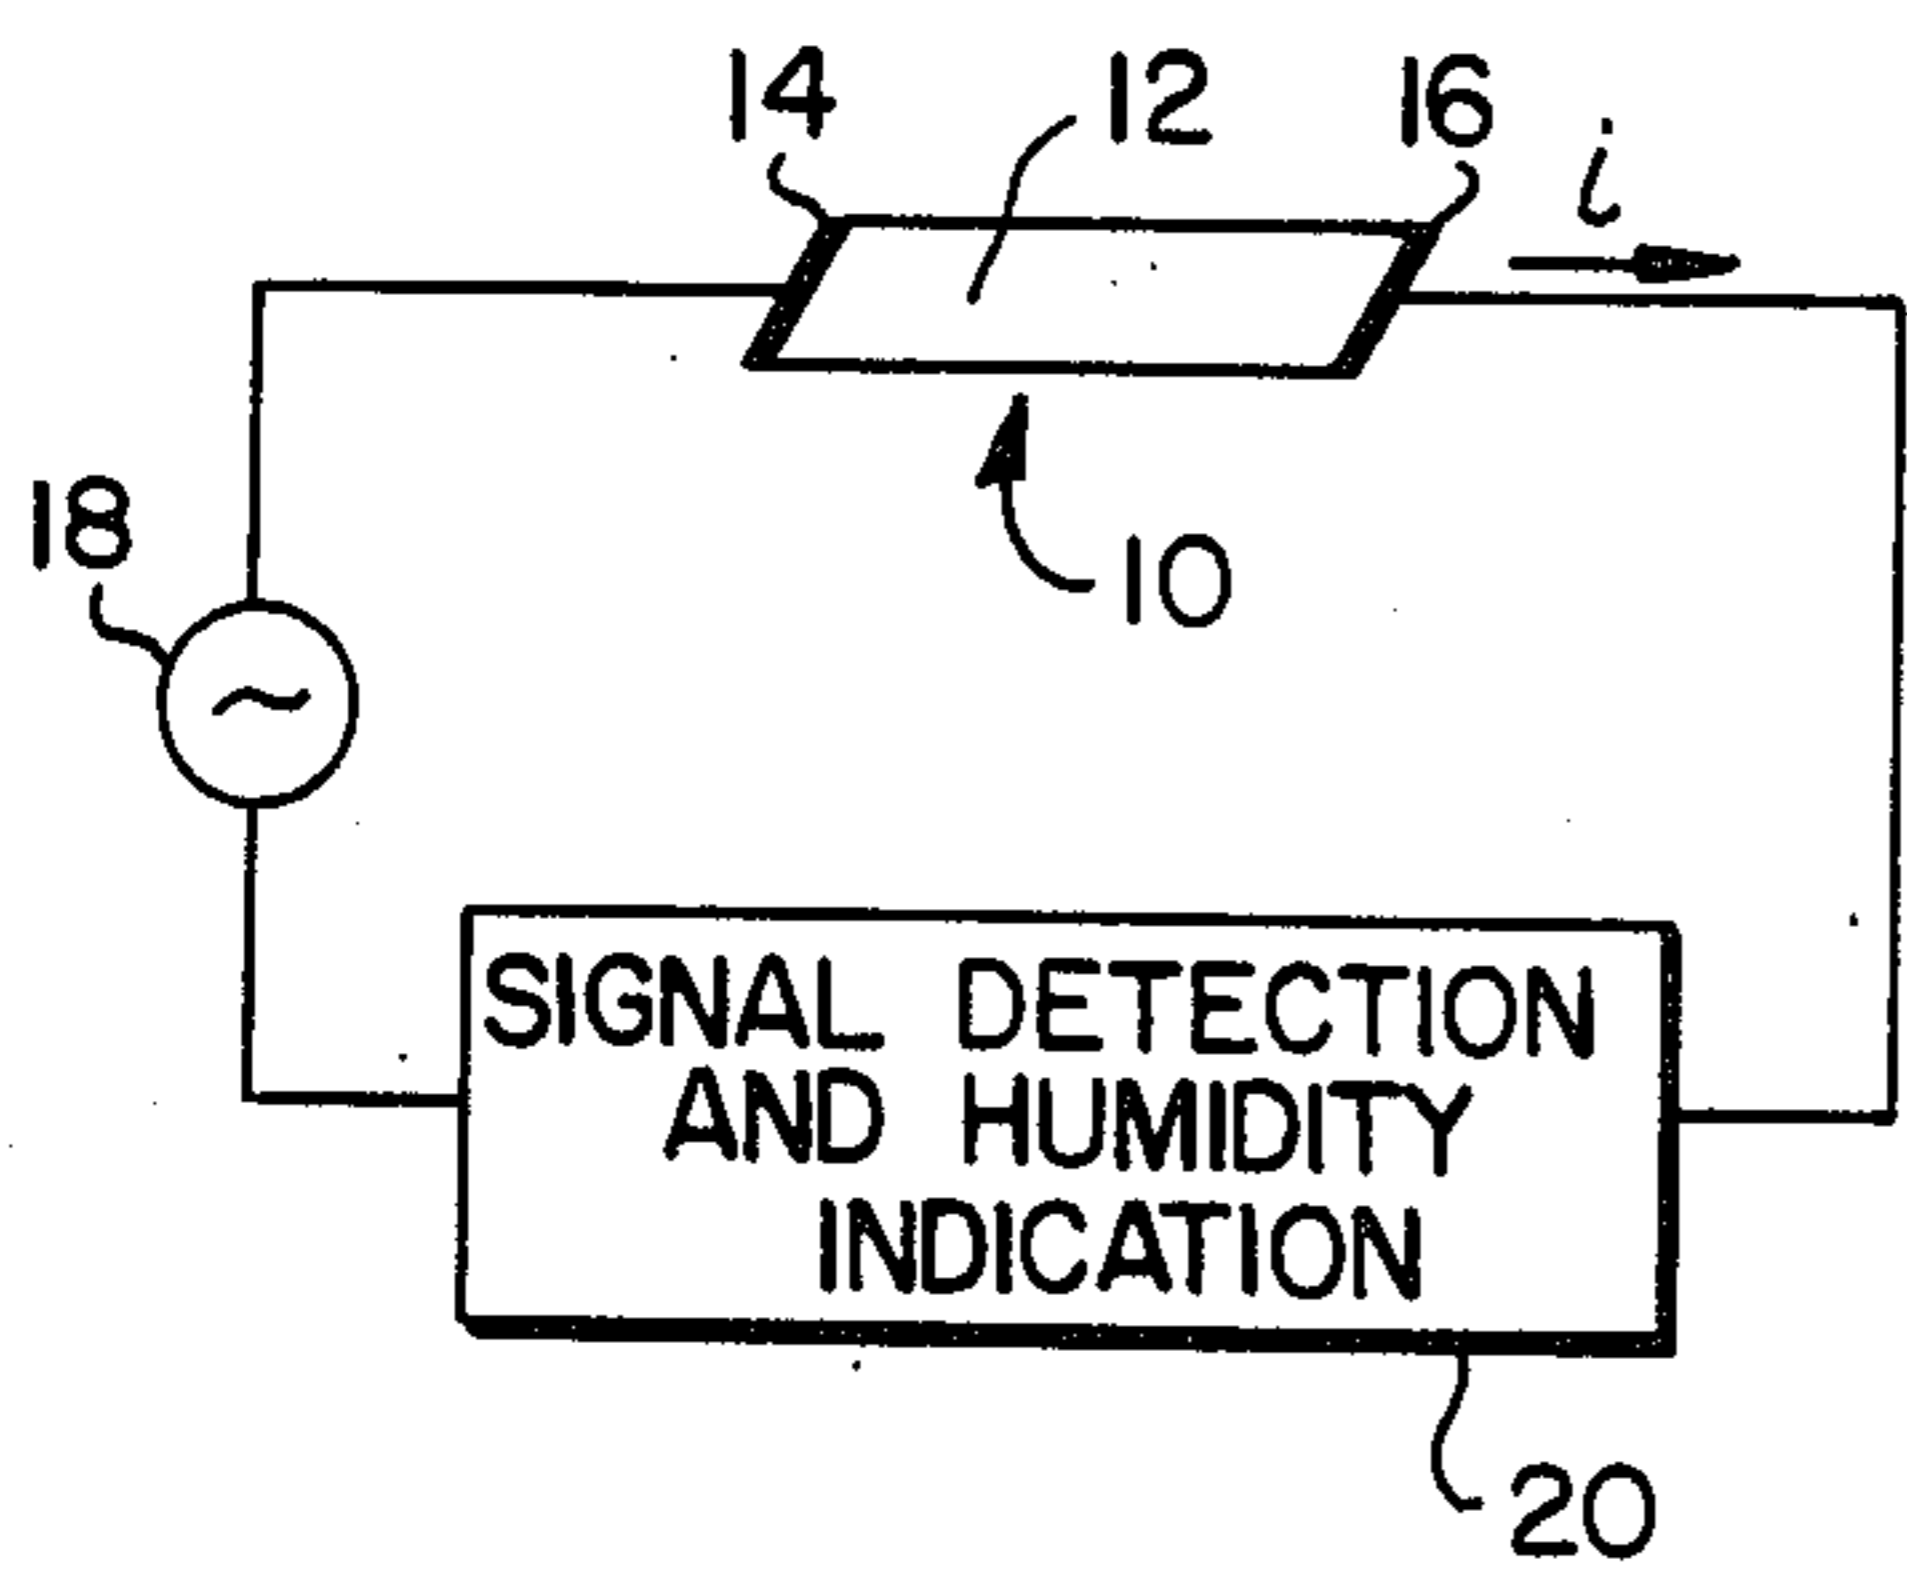 14 12 16 i
10
18
SIGNAL DETECTION
AND HUMIDITY
INDICATION
20